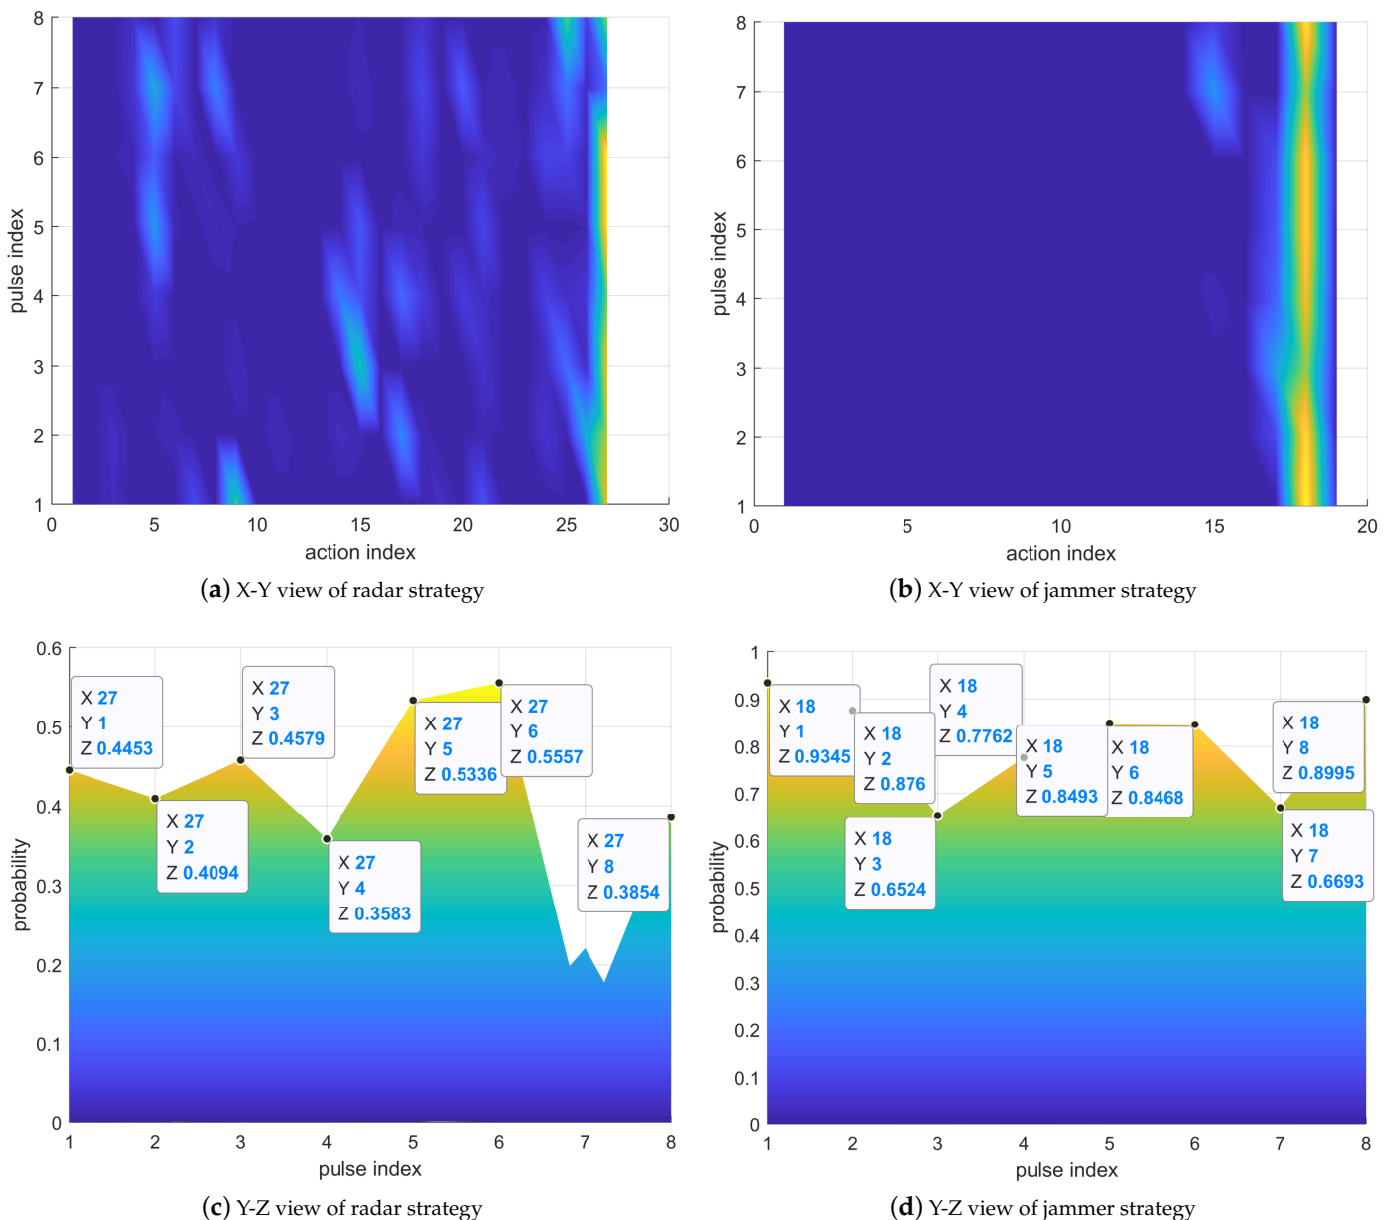 8
7
6
5
4
3
2
1
0
5
10
15
20
25
30
pulse index
action index
(a) X-Y view of radar strategy
8
7
6
5
4
3
2
1
0
5
10
15
20
pulse index
action index
(b) X-Y view of jammer strategy
0.6
0.5
0.4
0.3
0.2
0.1
0
1
2
3
4
5
6
7
8
probability
pulse index
X 27
Y 1
Z 0.4453
X 27
Y 2
Z 0.4094
X 27
Y 3
Z 0.4579
X 27
Y 4
Z 0.3583
X 27
Y 5
Z 0.5336
X 27
Y 6
Z 0.5557
X 27
Y 8
Z 0.3854
(c) Y-Z view of radar strategy
1
0.9
0.8
0.7
0.6
0.5
0.4
0.3
0.2
0.1
0
1
2
3
4
5
6
7
8
probability
pulse index
X 18
Y 1
Z 0.9345
X 18
Y 2
Z 0.876
X 18
Y 3
Z 0.6524
X 18
Y 4
Z 0.7762
X 18
Y 5
Z 0.8493
X 18
Y 6
Z 0.8468
X 18
Y 7
Z 0.6693
X 18
Y 8
Z 0.8995
(d) Y-Z view of jammer strategy